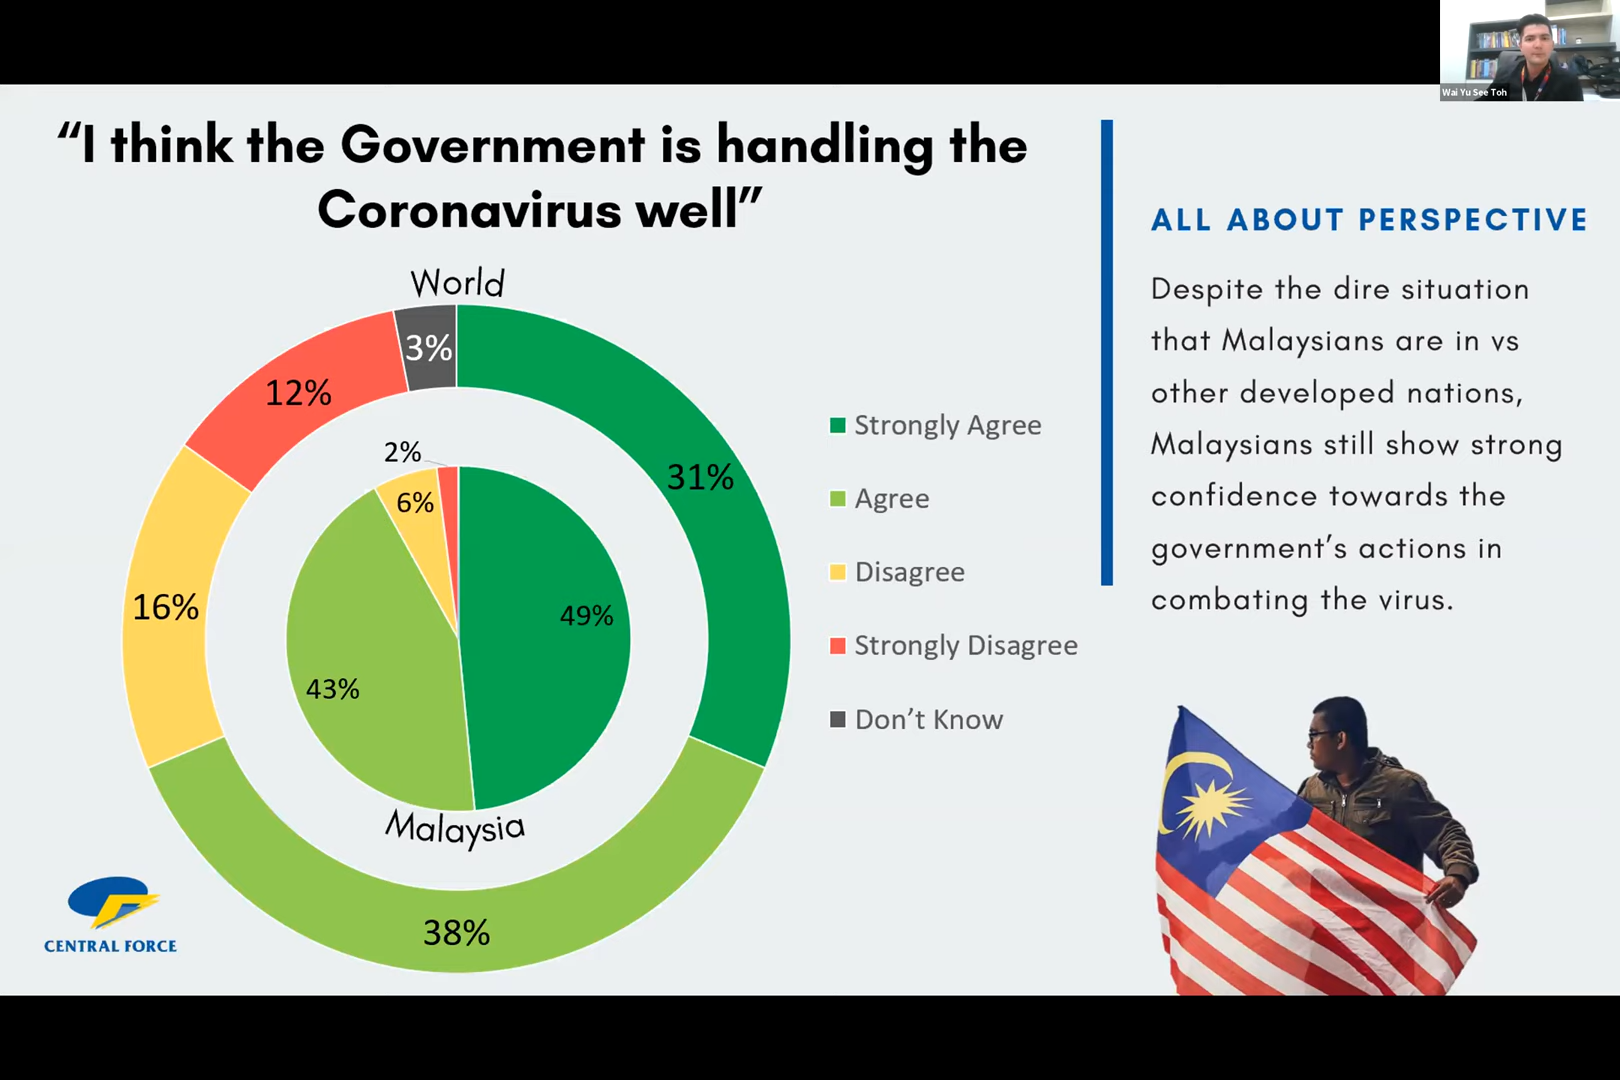 Wai Yu See Toh
“I think the Government is handling the
Coronavirus well”
World
3%
12%
31%
16%
38%
2%
6%
49%
43%
Malaysia
Strongly Agree
Agree
Disagree
Strongly Disagree
Don’t Know
ALL ABOUT PERSPECTIVE
Despite the dire situation
that Malaysians are in vs
other developed nations,
Malaysians still show strong
confidence towards the
government’s actions in
combating the virus.
CENTRAL FORCE